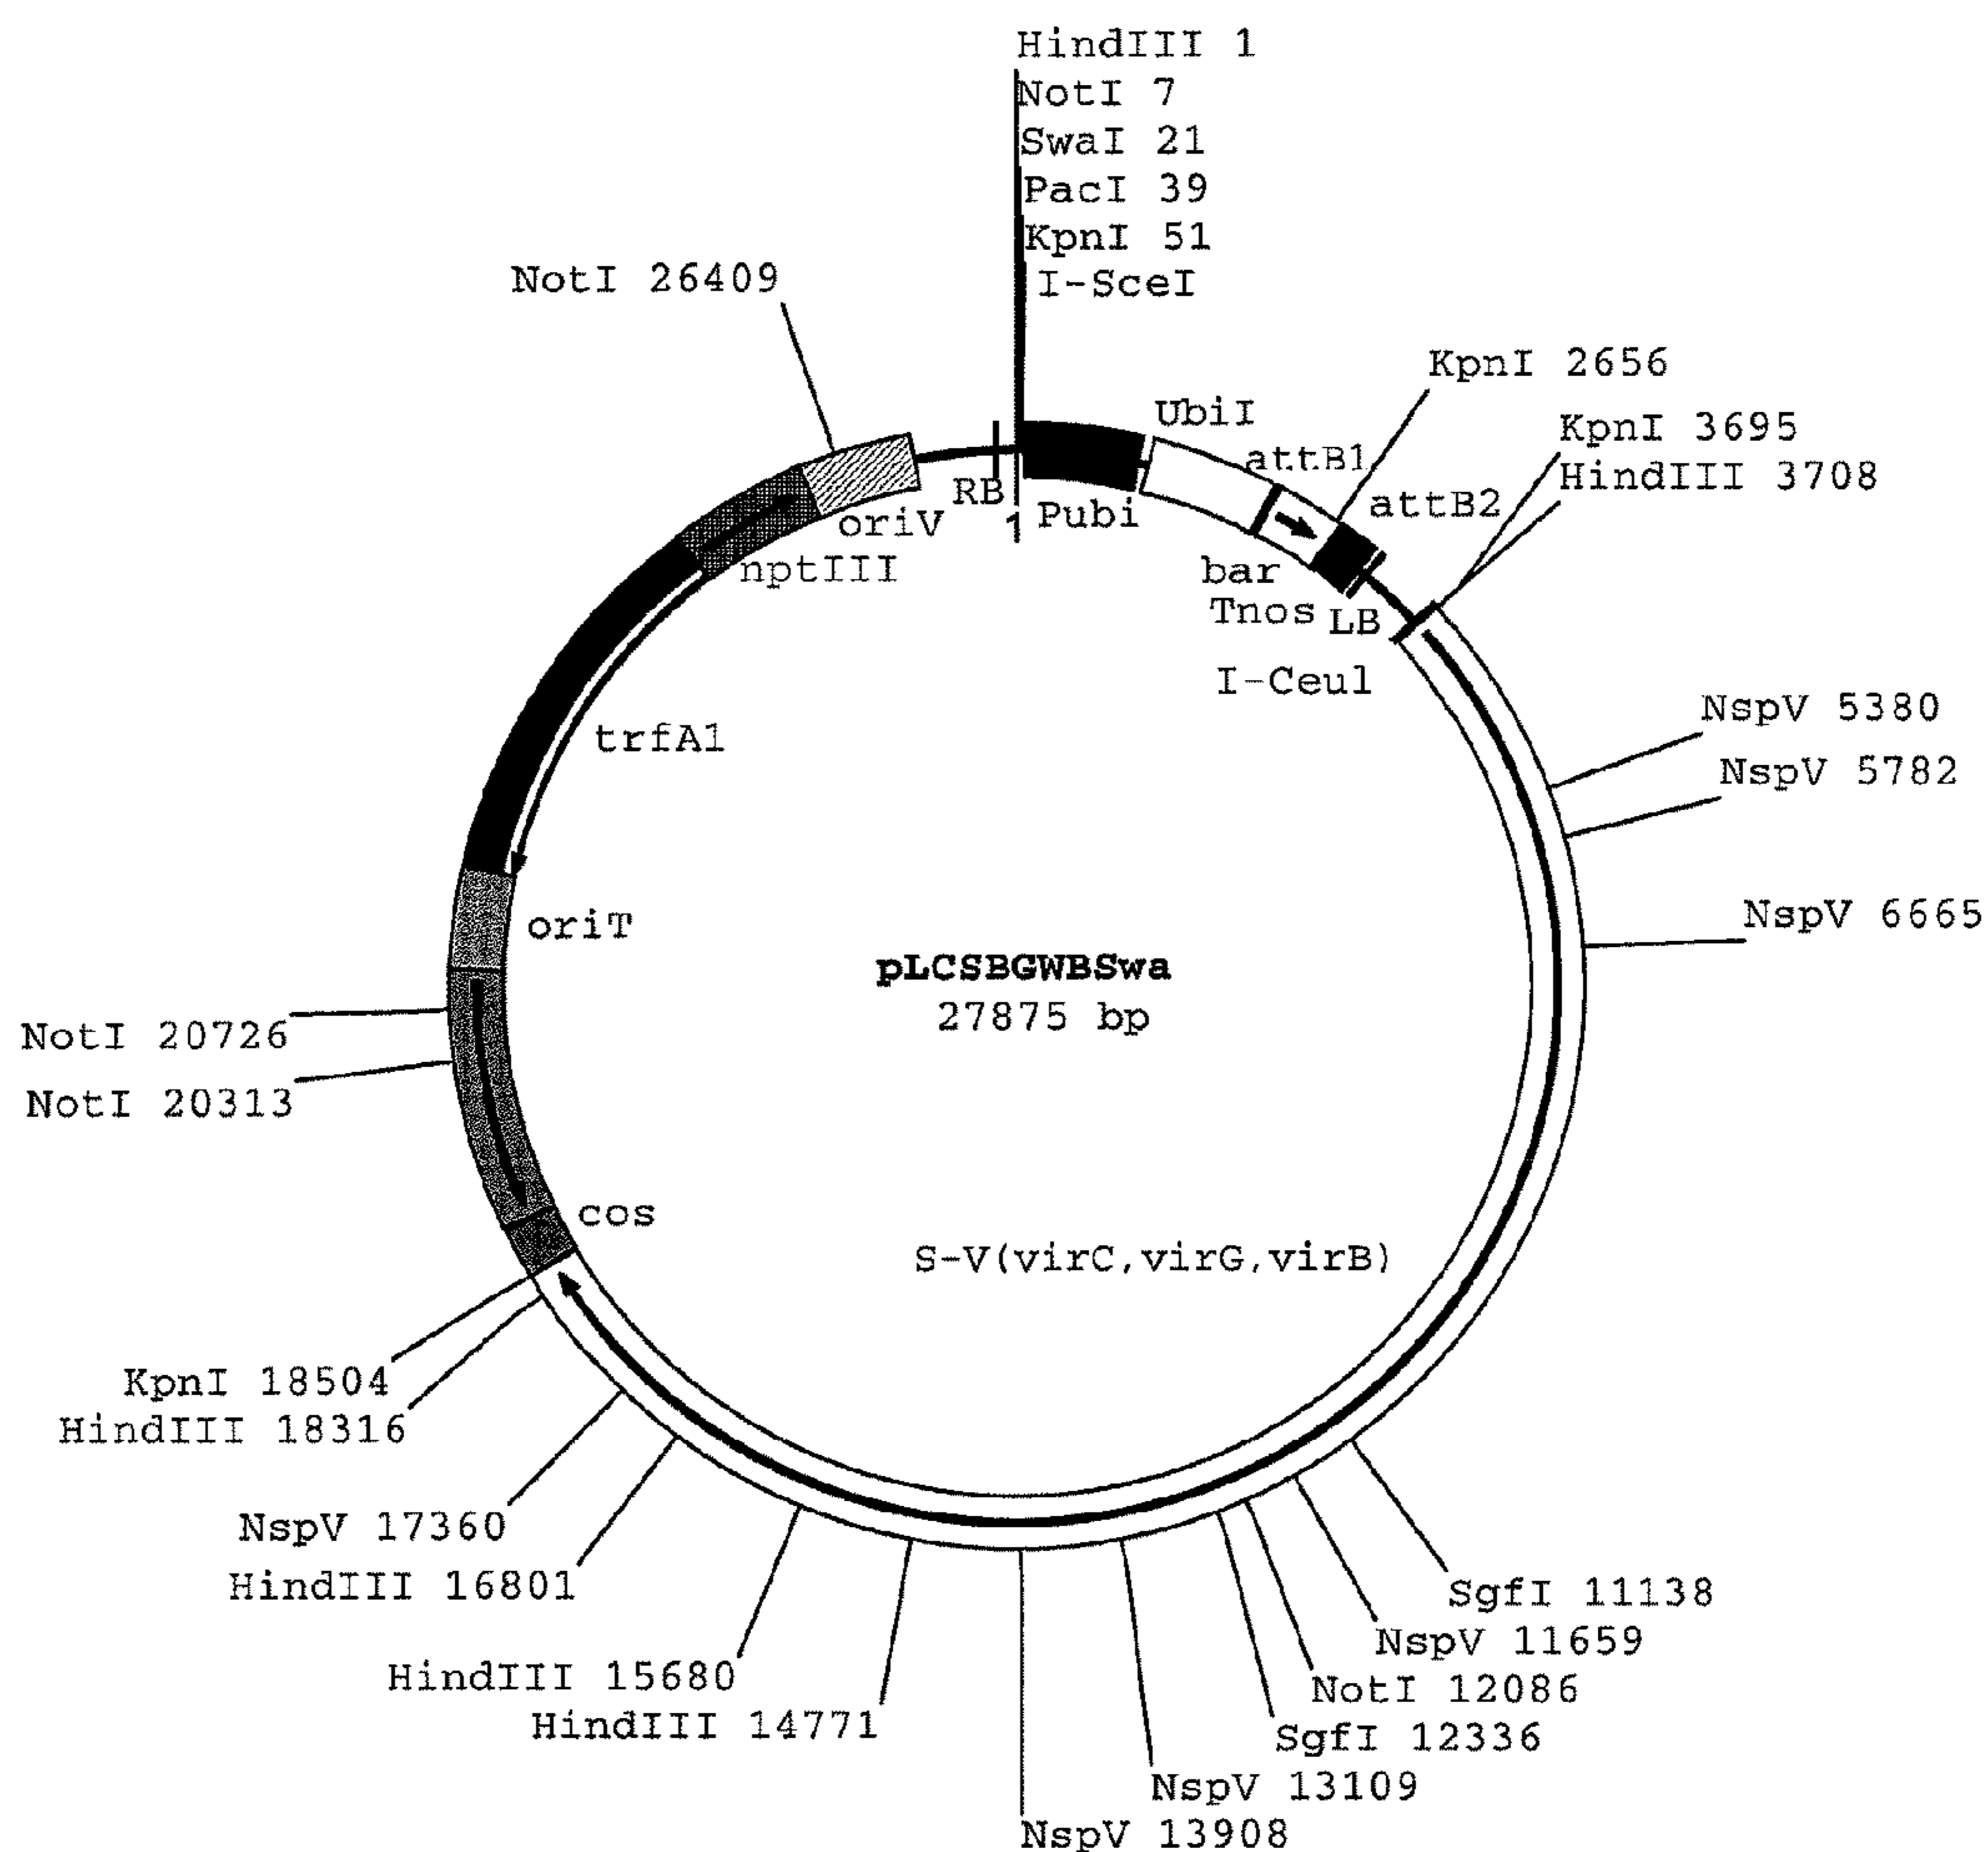 HindIII 1
NotI 7
SwaI 21
PacI 39
KpnI 51
I-SceI
NotI 26409
KpnI 2656
UbiI
KpnI 3695
attB1
HindIII 3708
RB
attB2
1
Pubi
oriV
nptIII
bar
Tnos
LB
I-Ceul
NspV 5380
trfA1
NspV 5782
NspV 6665
oriT
pLCSBGWBSwa
27875 bp
NotI 20726
NotI 20313
cos
S-V(virC,virG,virB)
KpnI 18504
HindIII 18316
NspV 17360
HindIII 16801
SgfI 11138
NspV 11659
HindIII 15680
NotI 12086
HindIII 14771
SgfI 12336
NspV 13109
NspV 13908